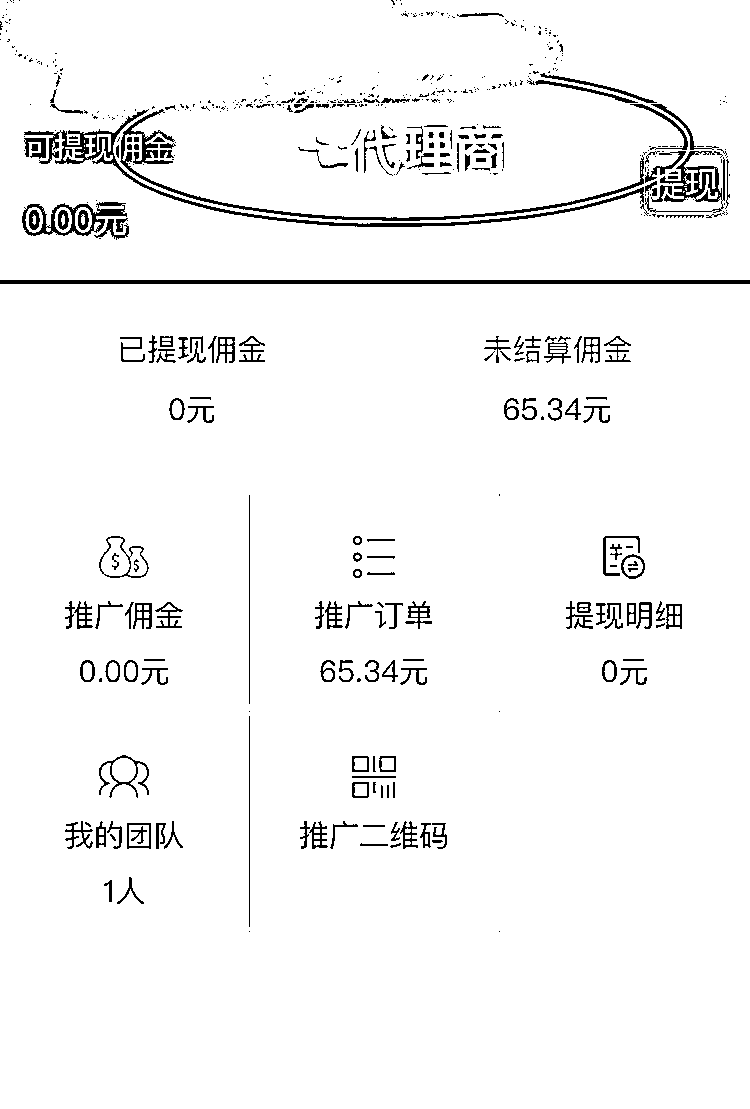 代理商
可提现佣金
提现
0.00元
已提现佣金
未结算佣金
0元
65.34元
推广佣金
推广订单
提现明细
0.00元
65.34元
0元
我的团队
推广二维码
1人